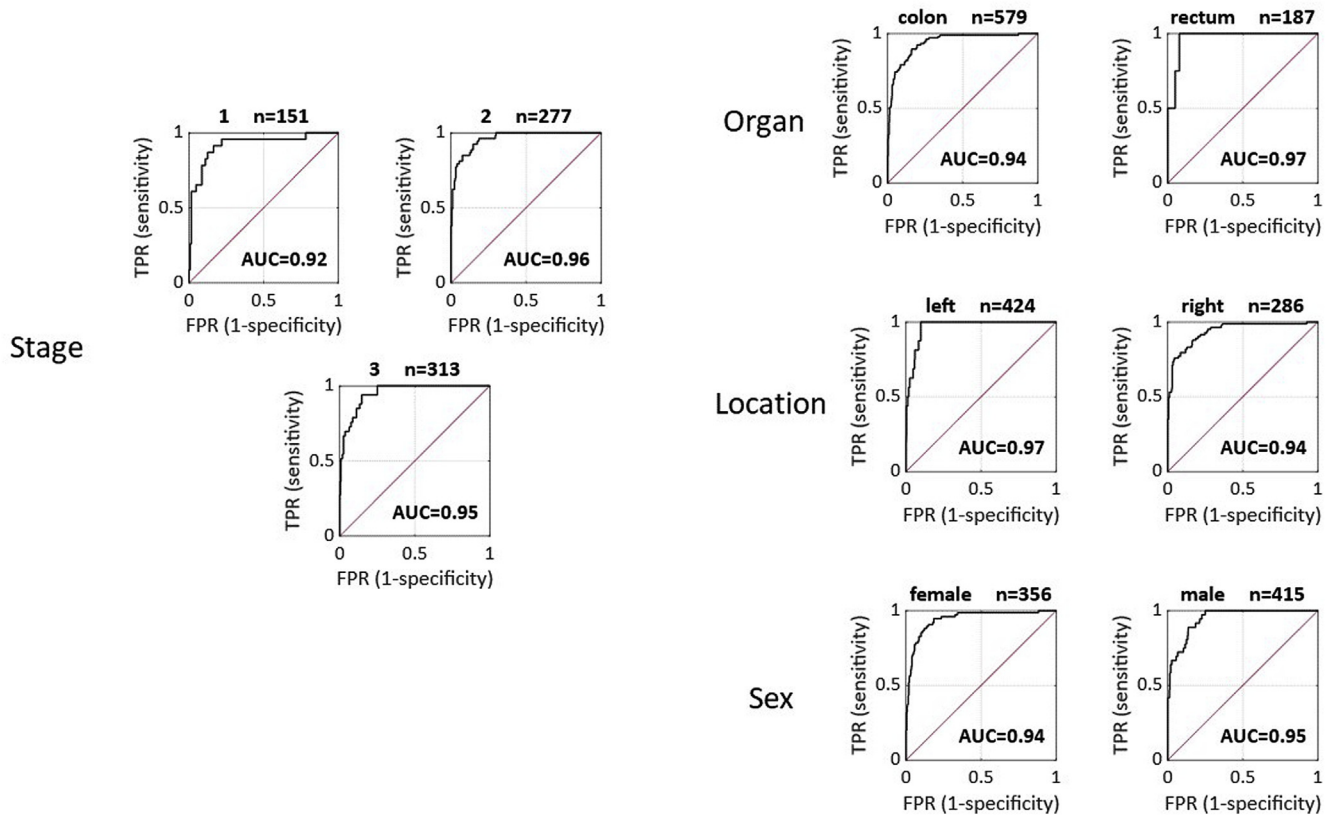 Stage
1 n=151
TPR (sensitivity)
1
0.5
0
AUC=0.92
0 0.5 1
FPR (1-specificity)
2 n=277
TPR (sensitivity)
1
0.5
0
AUC=0.96
0 0.5 1
FPR (1-specificity)
3 n=313
TPR (sensitivity)
1
0.5
0
AUC=0.95
0 0.5 1
FPR (1-specificity)
Organ
colon n=579
TPR (sensitivity)
1
0.5
0
AUC=0.94
0 0.5 1
FPR (1-specificity)
rectum n=187
TPR (sensitivity)
1
0.5
0
AUC=0.97
0 0.5 1
FPR (1-specificity)
Location
left n=424
TPR (sensitivity)
1
0.5
0
AUC=0.97
0 0.5 1
FPR (1-specificity)
right n=286
TPR (sensitivity)
1
0.5
0
AUC=0.94
0 0.5 1
FPR (1-specificity)
Sex
female n=356
TPR (sensitivity)
1
0.5
0
AUC=0.94
0 0.5 1
FPR (1-specificity)
male n=415
TPR (sensitivity)
1
0.5
0
AUC=0.95
0 0.5 1
FPR (1-specificity)